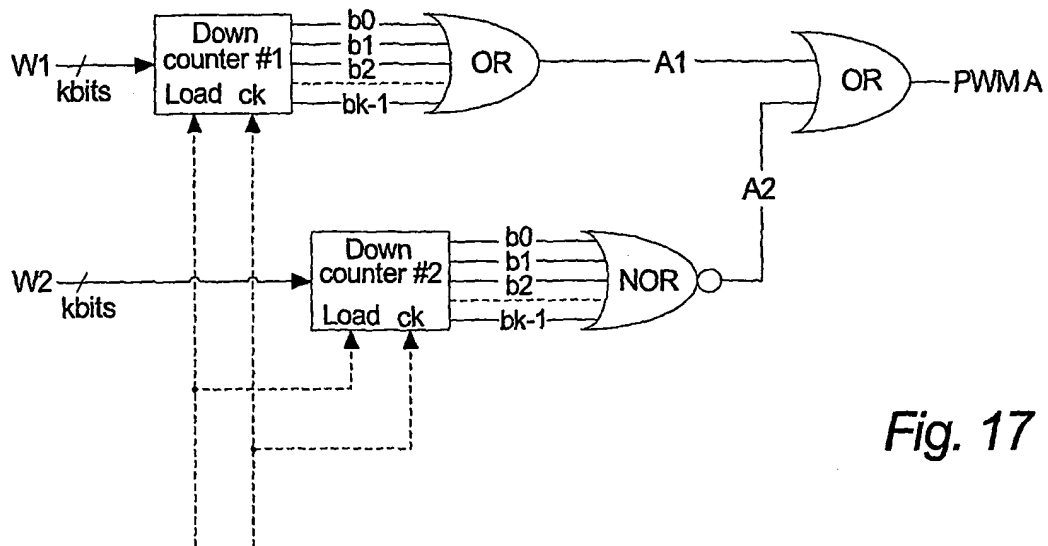 W1
kbits
Down
counter #1
Load ck
b0
b1
b2
bk-1
OR
A1
OR
PWM A
A2
W2
kbits
Down
counter #2
Load ck
b0
b1
b2
bk-1
NOR
Fig. 17